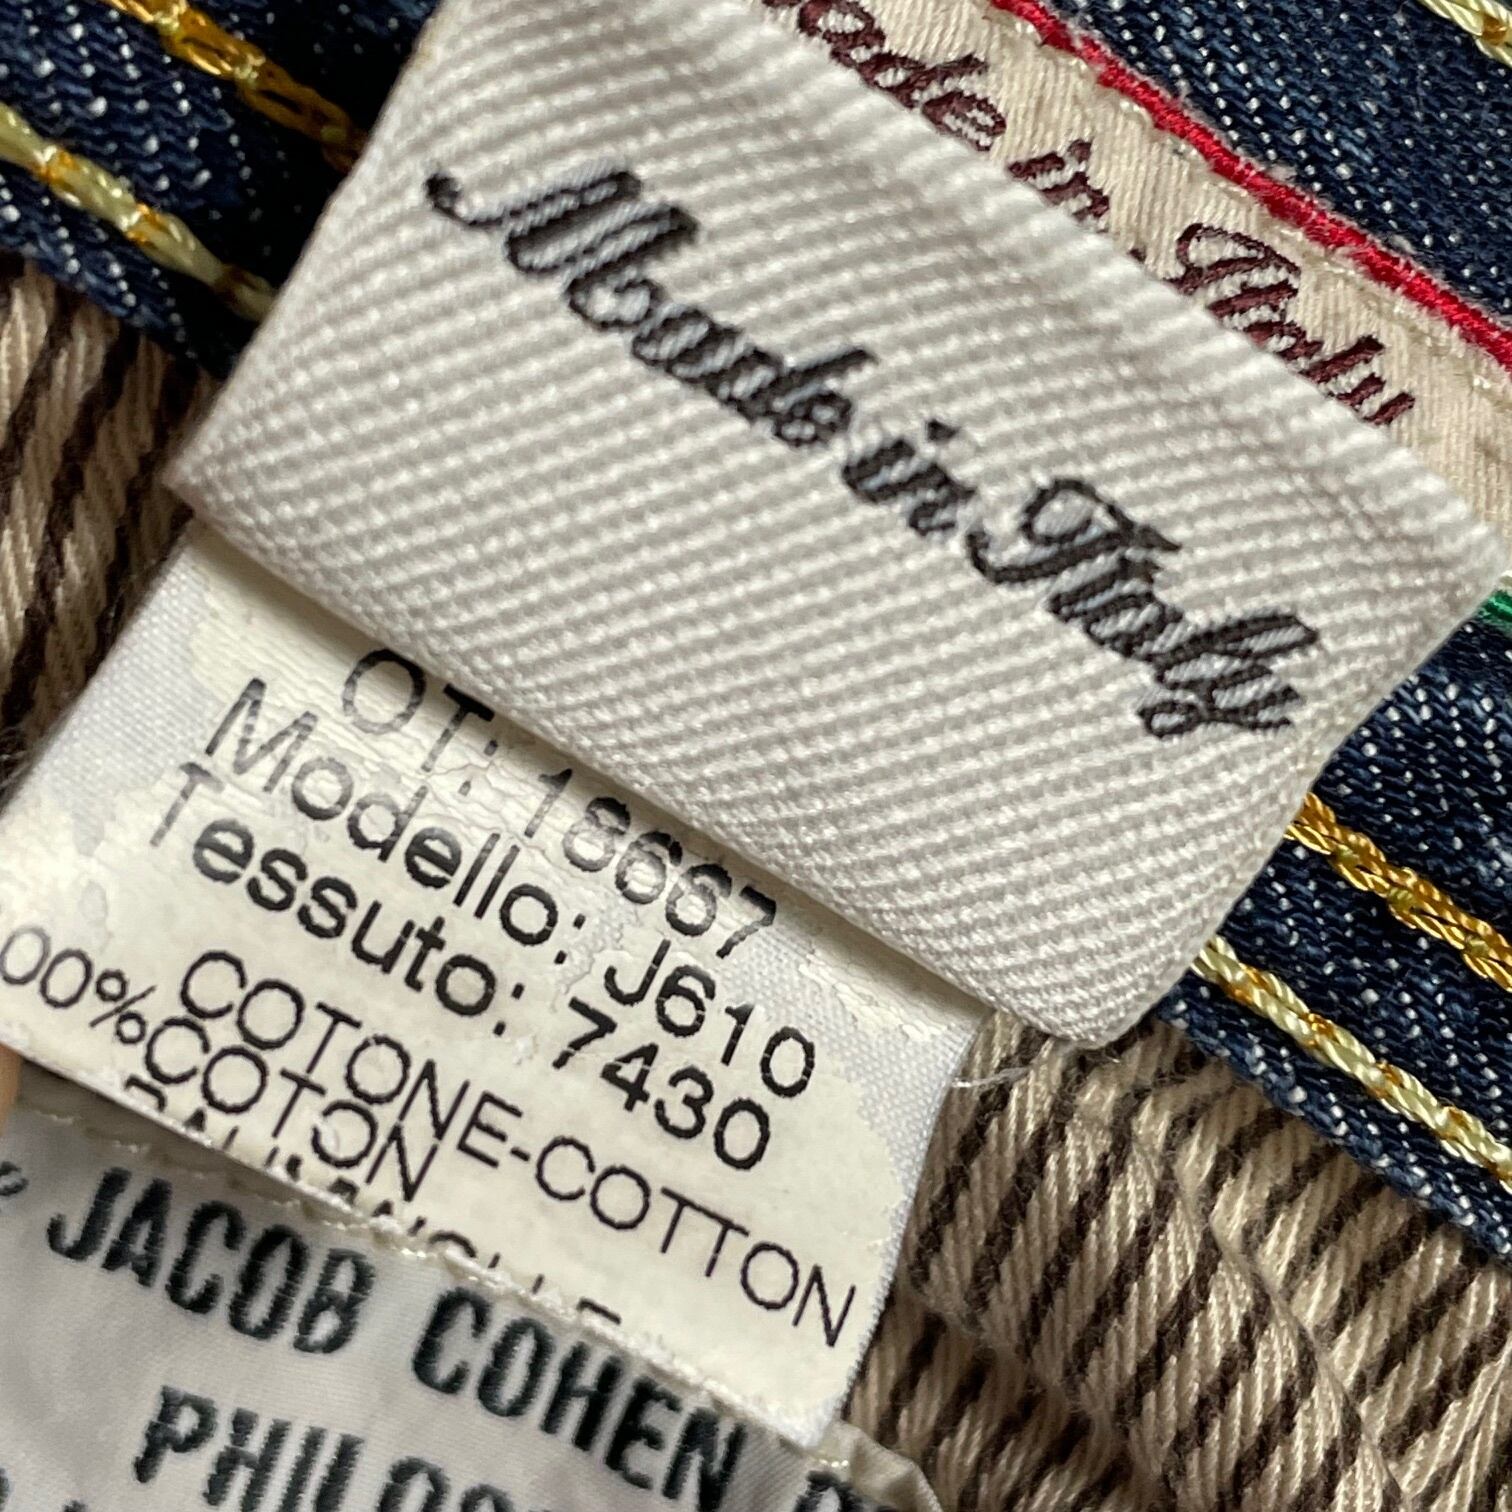 made in Italy
Made in Italy
OT: 18667
Modello: J610
Tessuto: 7430
COTONE-COTTON
00%COTON
JACOB COHEN